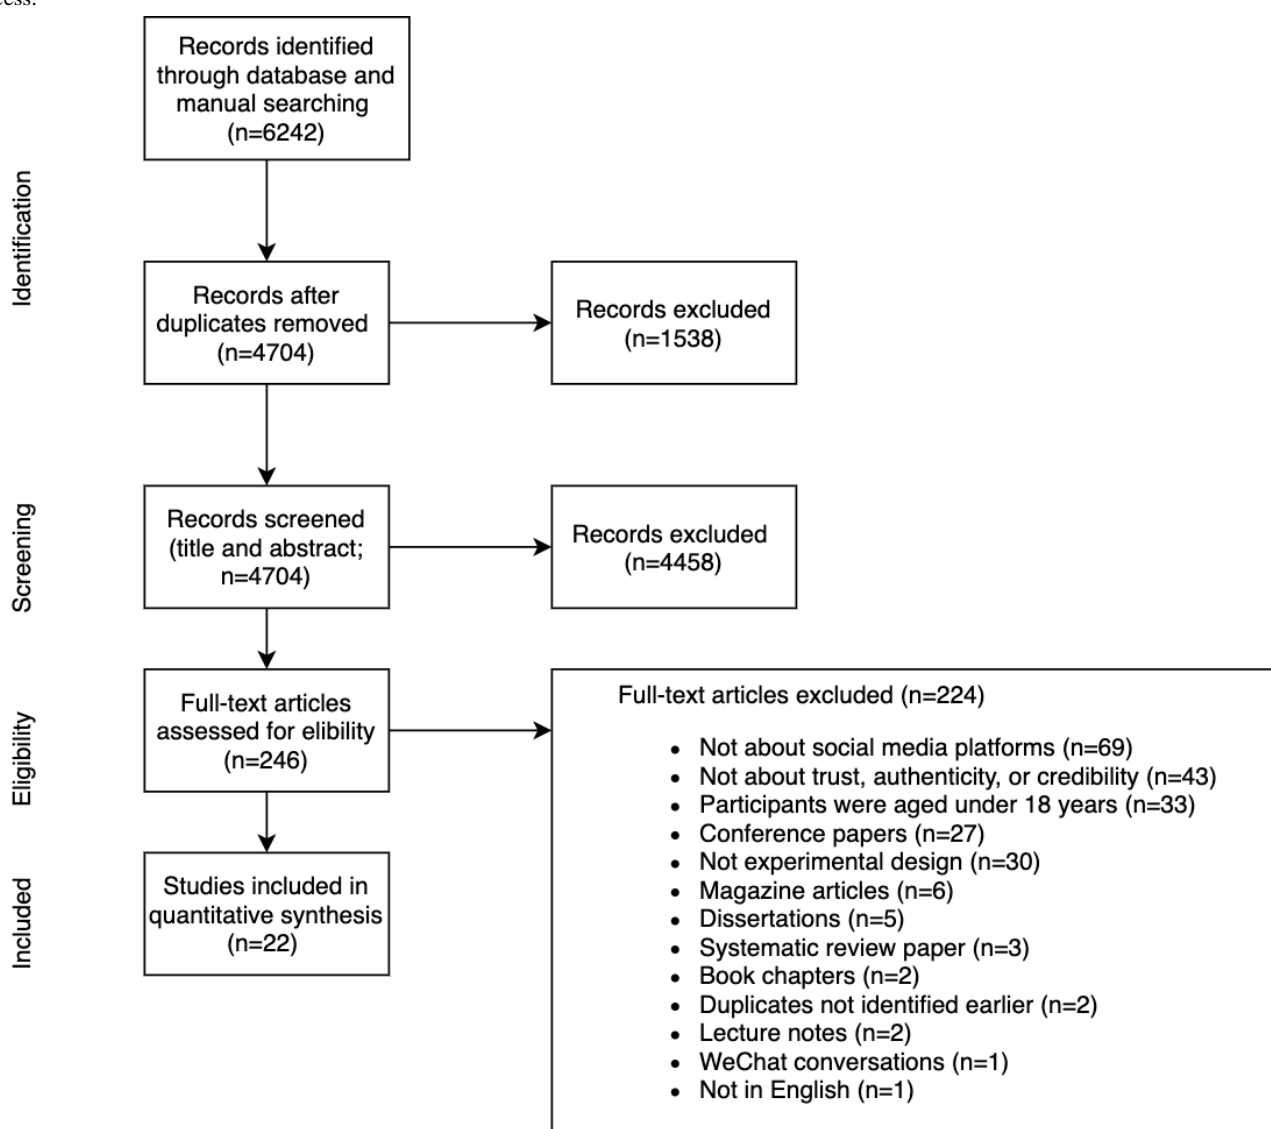 cess.
Records identified
through database and
manual searching
(n=6242)
Identification
Records after
duplicates removed
(n=4704)
Records excluded
(n=1538)
Screening
Records screened
(title and abstract;
n=4704)
Records excluded
(n=4458)
Eligibility
Full-text articles
assessed for elibility
(n=246)
Full-text articles excluded (n=224)
• Not about social media platforms (n=69)
• Not about trust, authenticity, or credibility (n=43)
• Participants were aged under 18 years (n=33)
• Conference papers (n=27)
• Not experimental design (n=30)
• Magazine articles (n=6)
• Dissertations (n=5)
• Systematic review paper (n=3)
• Book chapters (n=2)
• Duplicates not identified earlier (n=2)
• Lecture notes (n=2)
• WeChat conversations (n=1)
• Not in English (n=1)
Included
Studies included in
quantitative synthesis
(n=22)